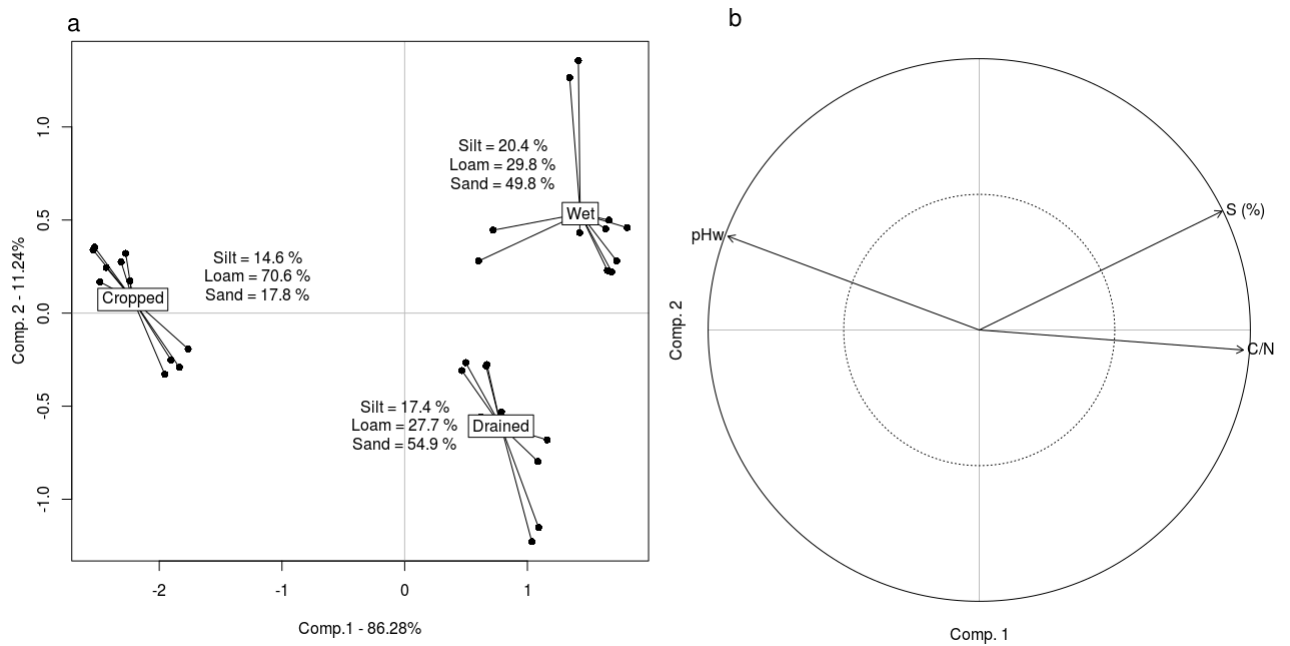 a
b
Silt = 20.4 %
Loam = 29.8 %
Sand = 49.8 %
Wet
Silt = 14.6 %
Loam = 70.6 %
Sand = 17.8 %
Cropped
Silt = 17.4 %
Loam = 27.7 %
Sand = 54.9 %
Drained
1.0
0.5
0.0
-0.5
-1.0
Comp. 2 - 11.24%
-2
-1
0
1
Comp.1 - 86.28%
S (%)
pHw
C/N
Comp. 2
Comp. 1